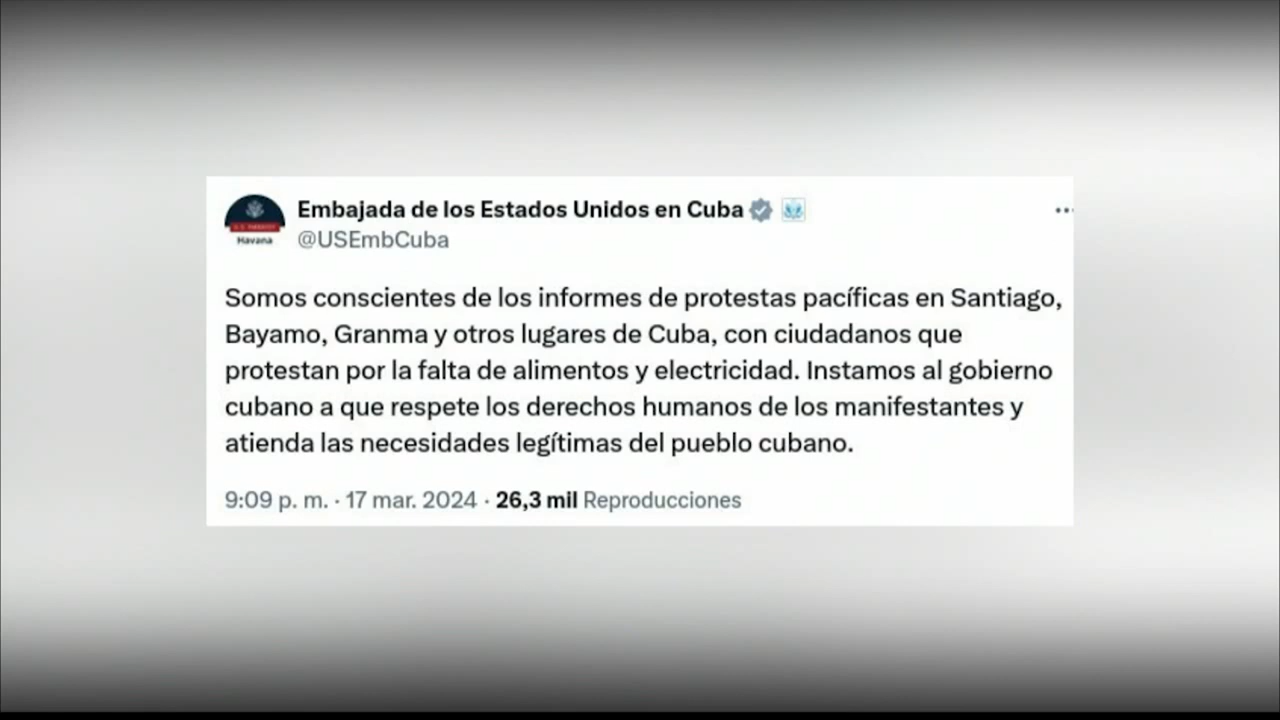 Embajada de los Estados Unidos en Cuba
@USEmbCuba
U.S. EMBASSY
Havana
Somos conscientes de los informes de protestas pacíficas en Santiago,
Bayamo, Granma y otros lugares de Cuba, con ciudadanos que
protestan por la falta de alimentos y electricidad. Instamos al gobierno
cubano a que respete los derechos humanos de los manifestantes y
atienda las necesidades legítimas del pueblo cubano.
9:09 p. m. · 17 mar. 2024 · 26,3 mil Reproducciones